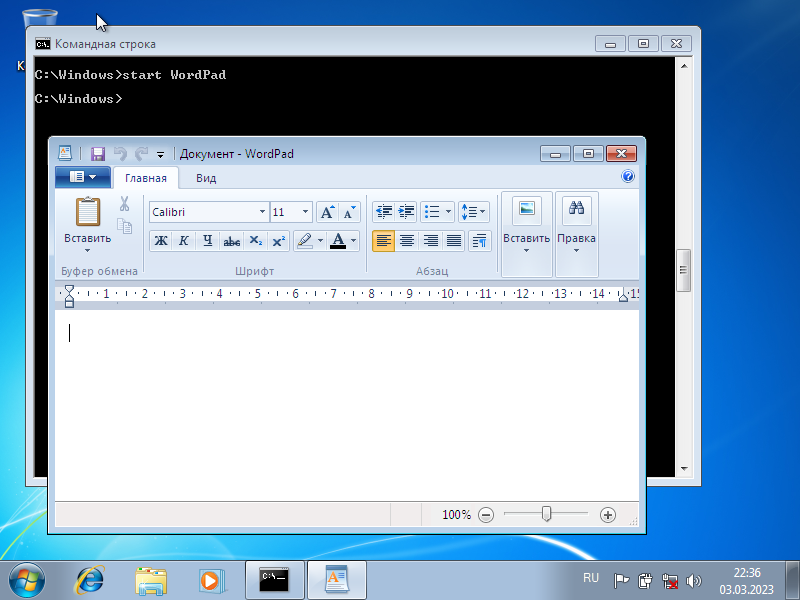 К
Командная строка
C:\Windows>start WordPad
C:\Windows>
Документ - WordPad
Главная
Вид
Вставить
Calibri
11
Ж К Ч abc X₂ X²
Буфер обмена
Шрифт
Абзац
Вставить
Правка
1 2 3 4 5 6 7 8 9 10 11 12 13 14 15
100%
C:\_
RU
22:36
03.03.2023